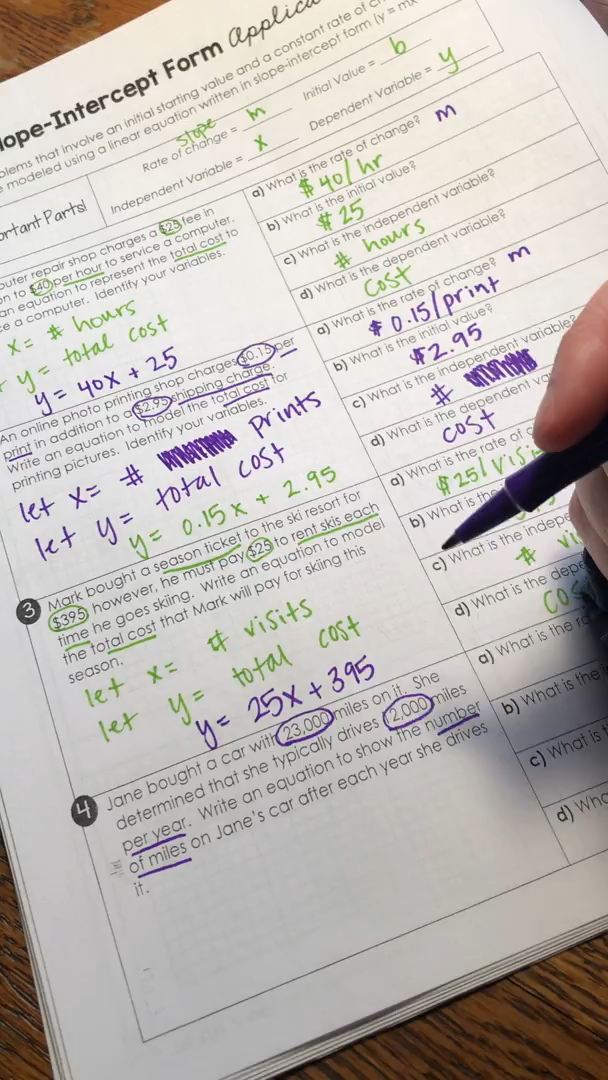 Slope-Intercept Form Applica
problems that involve an initial starting value and a constant rate of
modeled using a linear equation written in slope-intercept form (y = mx
slope
Rate of change = m
Initial Value = b
Independent Variable = x
Dependent Variable = y
Important Parts!
computer repair shop charges a $25 fee in
to $40 per hour to service a computer.
an equation to represent the total cost to
a computer. Identify your variables.
x = # hours
y = total cost
y = 40x + 25
a) What is the rate of change? m
$40/hr
b) What is the initial value?
$25
c) What is the independent variable?
# hours
d) What is the dependent variable?
cost
An online photo printing shop charges $0.15 per
print in addition to a $2.95 shipping charge.
Write an equation to model the total cost for
printing pictures. Identify your variables.
let x = # prints
let y = total cost
y = 0.15x + 2.95
a) What is the rate of change? m
$0.15/print
b) What is the initial value?
$2.95
c) What is the independent variable?
#
d) What is the dependent va
cost
3
Mark bought a season ticket to the ski resort for
$395 however, he must pay $25 to rent skis each
time he goes skiing. Write an equation to model
the total cost that Mark will pay for skiing this
season.
let x = # visits
let y = total cost
y = 25x + 395
a) What is the rate of
$25/visi
b) What is the
c) What is the indepe
# vi
d) What is the depe
cos
4
Jane bought a car with 23,000 miles on it. She
determined that she typically drives 12,000 miles
per year. Write an equation to show the number
of miles on Jane's car after each year she drives
it.
a) What is the ra
b) What is the i
c) What is t
d) Wha